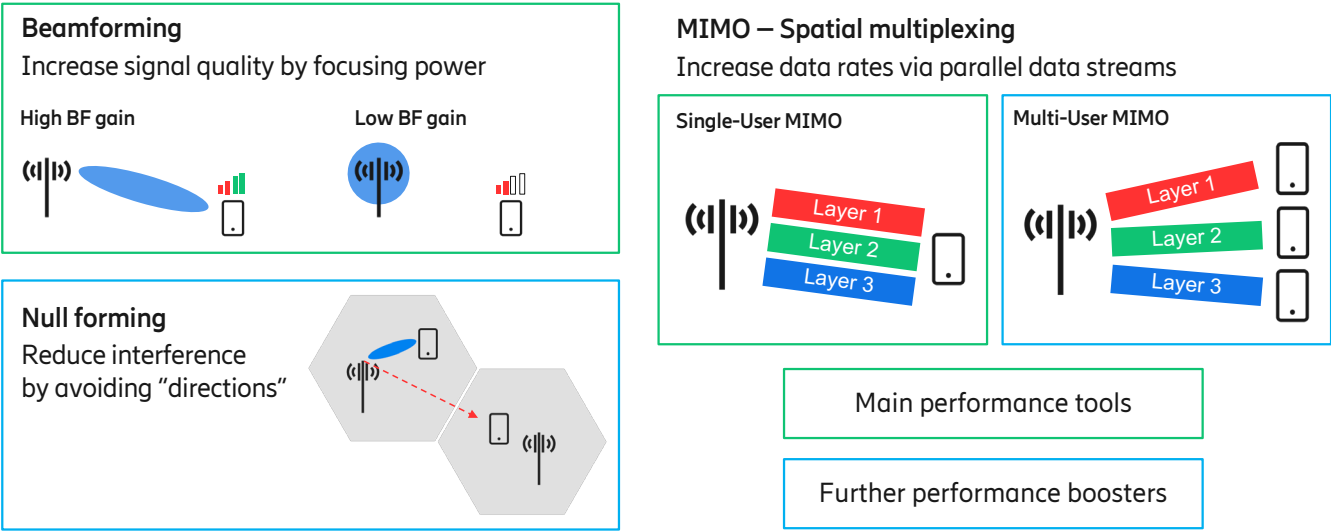 Beamforming
Increase signal quality by focusing power
High BF gain
Low BF gain
Null forming
Reduce interference
by avoiding “directions”
MIMO – Spatial multiplexing
Increase data rates via parallel data streams
Single-User MIMO
Layer 1
Layer 2
Layer 3
Multi-User MIMO
Layer 1
Layer 2
Layer 3
Main performance tools
Further performance boosters